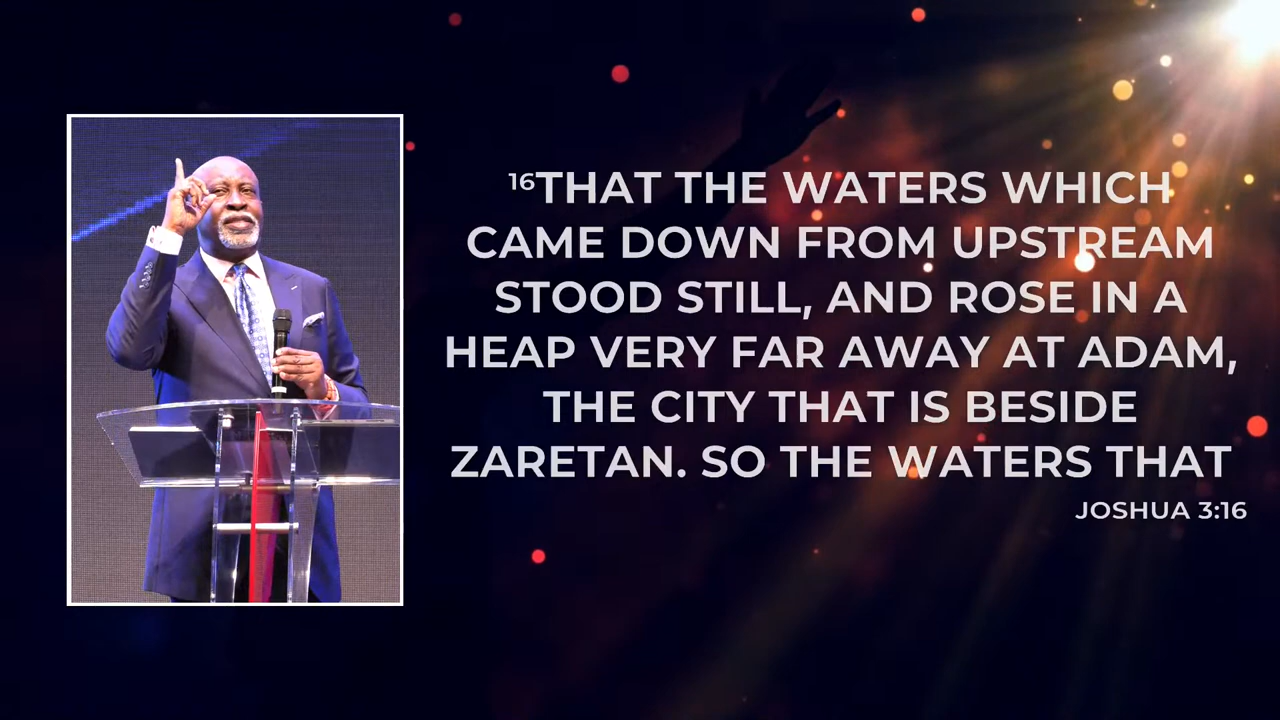 16THAT THE WATERS WHICH
CAME DOWN FROM UPSTREAM
STOOD STILL, AND ROSE IN A
HEAP VERY FAR AWAY AT ADAM,
THE CITY THAT IS BESIDE
ZARETAN. SO THE WATERS THAT
JOSHUA 3:16